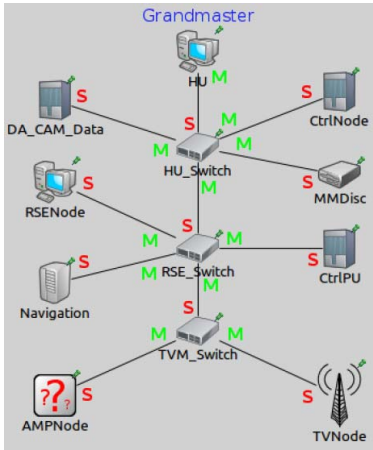 Grandmaster
HU
M
S
S
DA_CAM_Data
M
CtrlNode
S
M
M
HU_Switch
M
S
MMDisc
S
RSENode
S
M
S
CtrlPU
S
M
RSE_Switch
M
Navigation
S
M
M
TVM_Switch
??
?
AMPNode
S
S
TVNode